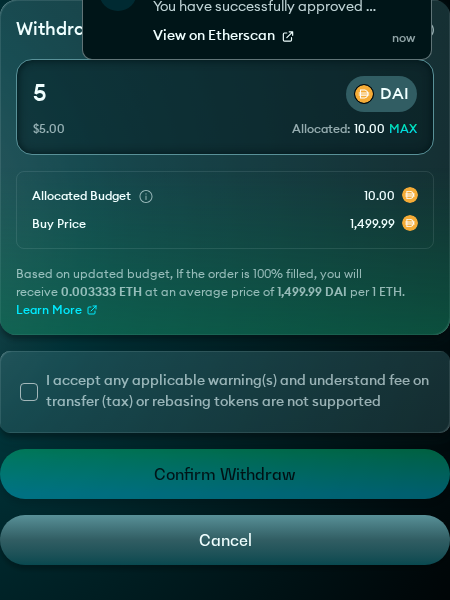 You have successfully approved ...
Withdra
View on Etherscan
now
5
DAI
$5.00
Allocated: 10.00 MAX
Allocated Budget
10.00
Buy Price
1,499.99
Based on updated budget, If the order is 100% filled, you will
receive 0.003333 ETH at an average price of 1,499.99 DAI per 1 ETH.
Learn More
I accept any applicable warning(s) and understand fee on
transfer (tax) or rebasing tokens are not supported
Confirm Withdraw
Cancel